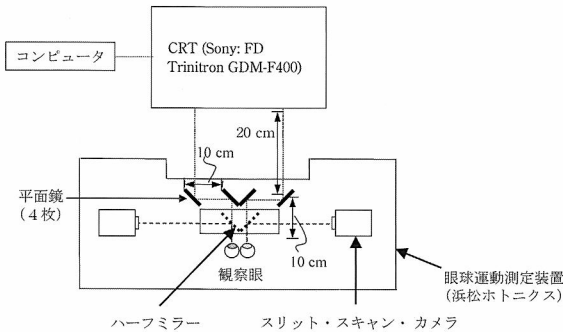 CRT (Sony: FD
Trinitron GDM-F400)
コンピュータ
20 cm
10 cm
平面鏡
(4枚)
10 cm
観察眼
眼球運動測定装置
(浜松ホトニクス)
ハーフミラー
スリット・スキャン・カメラ